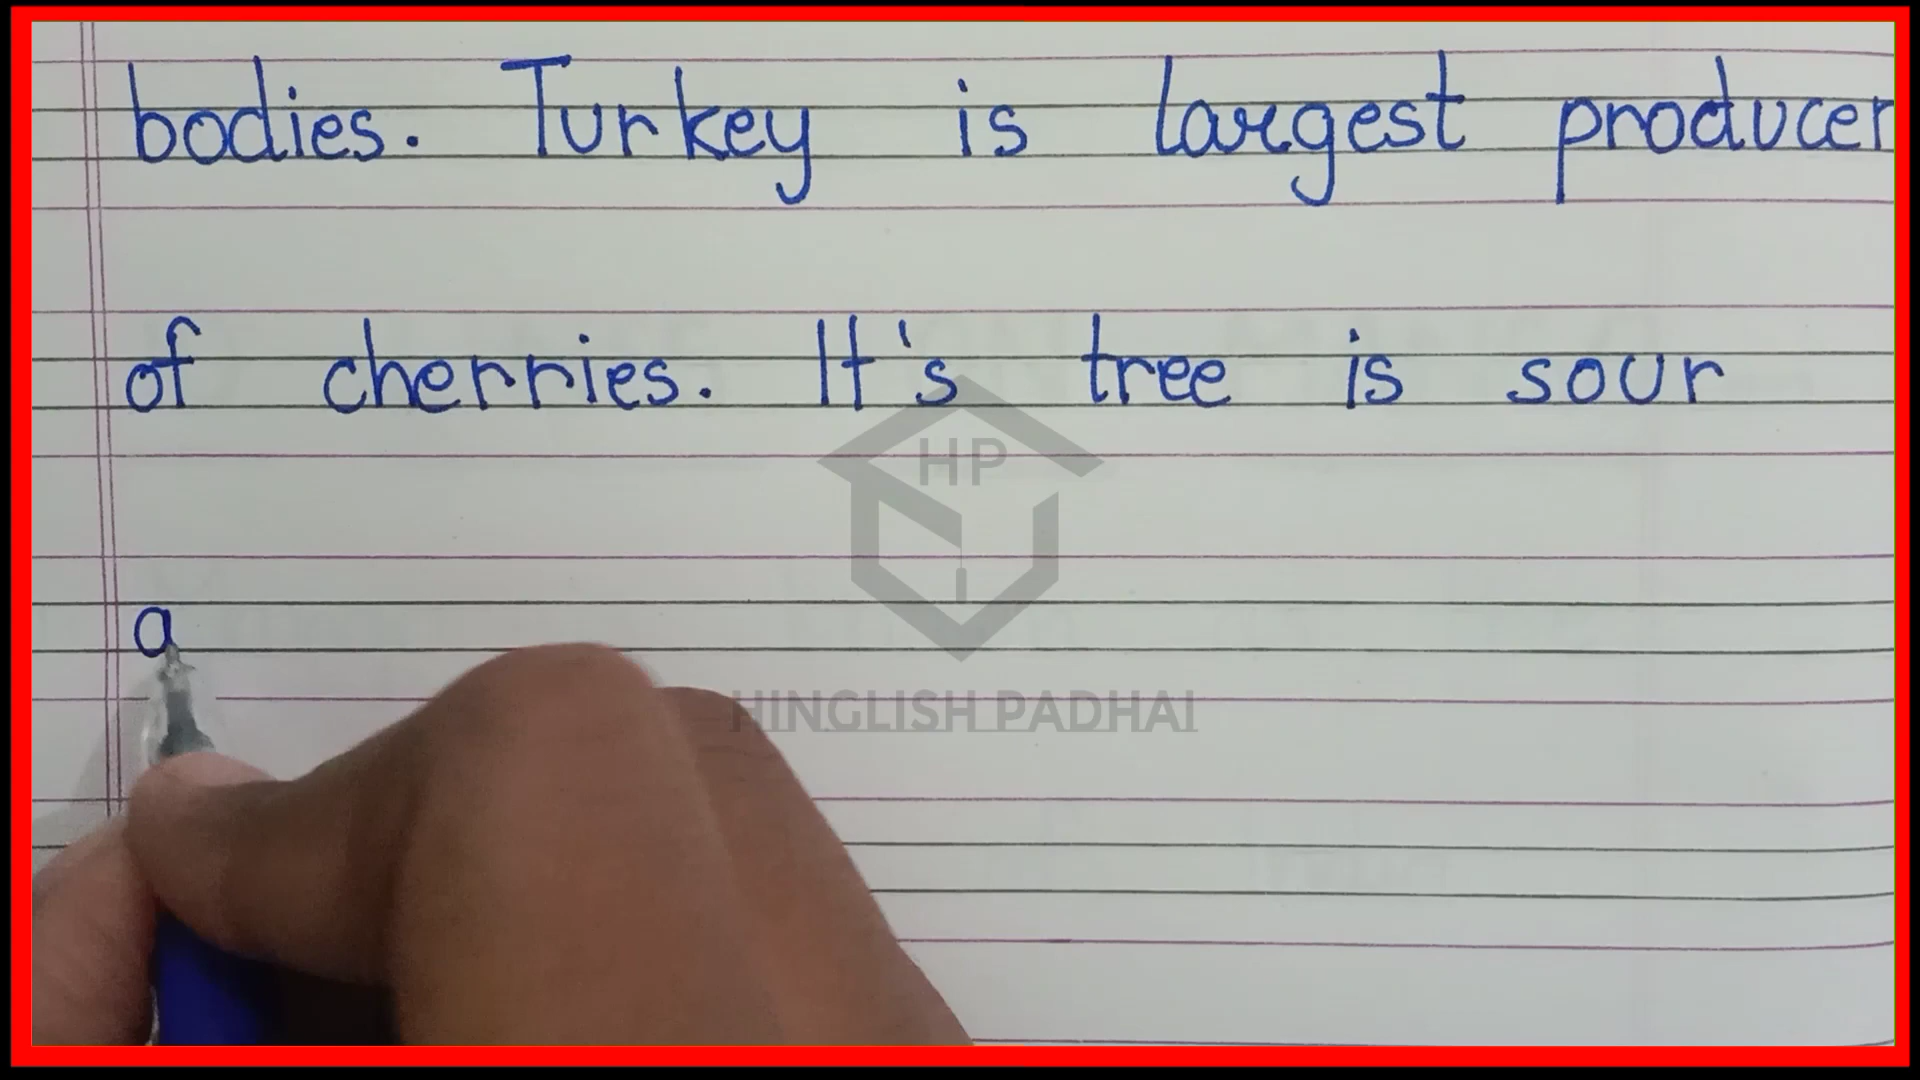 bodies. Turkey is largest producer
of cherries. It's tree is sour
HP
a
HINGLISH PADHAI